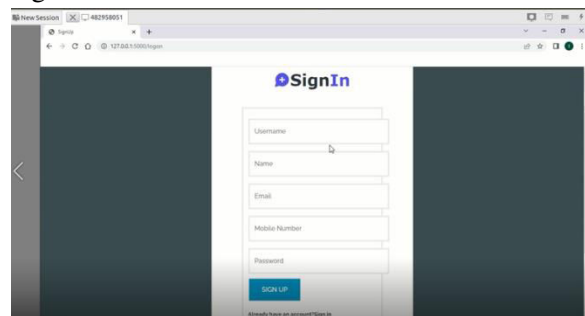 New Session
482958051
SignUp
127.0.0.1:5000/logon
SignIn
Username
Name
Email
Mobile Number
Password
SIGN UP
Already have an account?Sign in